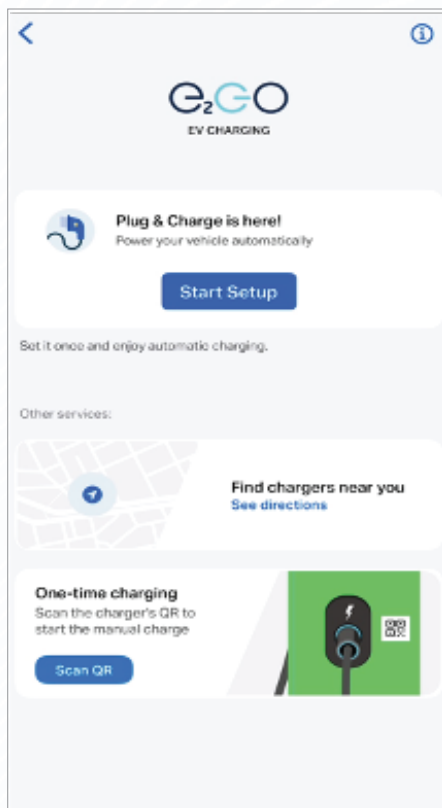 e2GO
EV CHARGING
Plug & Charge is here!
Power your vehicle automatically
Start Setup
Set it once and enjoy automatic charging.
Other services:
Find chargers near you
See directions
One-time charging
Scan the charger's QR to
start the manual charge
Scan QR